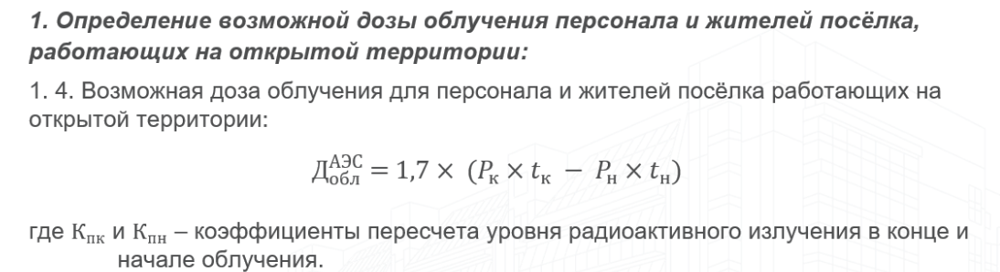 1. Определение возможной дозы облучения персонала и жителей посёлка,
работающих на открытой территории:
1. 4. Возможная доза облучения для персонала и жителей посёлка работающих на
открытой территории:
Д_обл^АЭС = 1,7 × (P_к × t_к − P_н × t_н)
где К_пк и К_пн – коэффициенты пересчета уровня радиоактивного излучения в конце и
начале облучения.